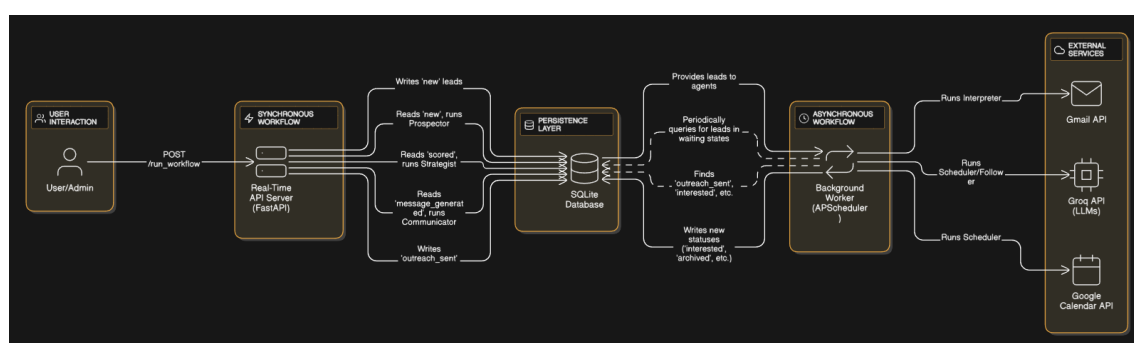 USER
INTERACTION
User/Admin
POST
/run_workflow
SYNCHRONOUS
WORKFLOW
Real-Time
API Server
(FastAPI)
Writes 'new' leads
Reads 'new', runs
Prospector
Reads 'scored',
runs Strategist
Reads
'message_generat
ed', runs
Communicator
Writes
'outreach_sent'
PERSISTENCE
LAYER
SQLite
Database
Provides leads to
agents
Periodically
queries for leads in
waiting states
Finds
'outreach_sent',
'interested', etc.
Writes new
statuses
('interested',
'archived', etc.)
ASYNCHRONOUS
WORKFLOW
Background
Worker
(APScheduler
)
Runs Interpreter
Runs
Scheduler/Follow
er
Runs Scheduler
EXTERNAL
SERVICES
Gmail API
Groq API
(LLMs)
Google
Calendar API